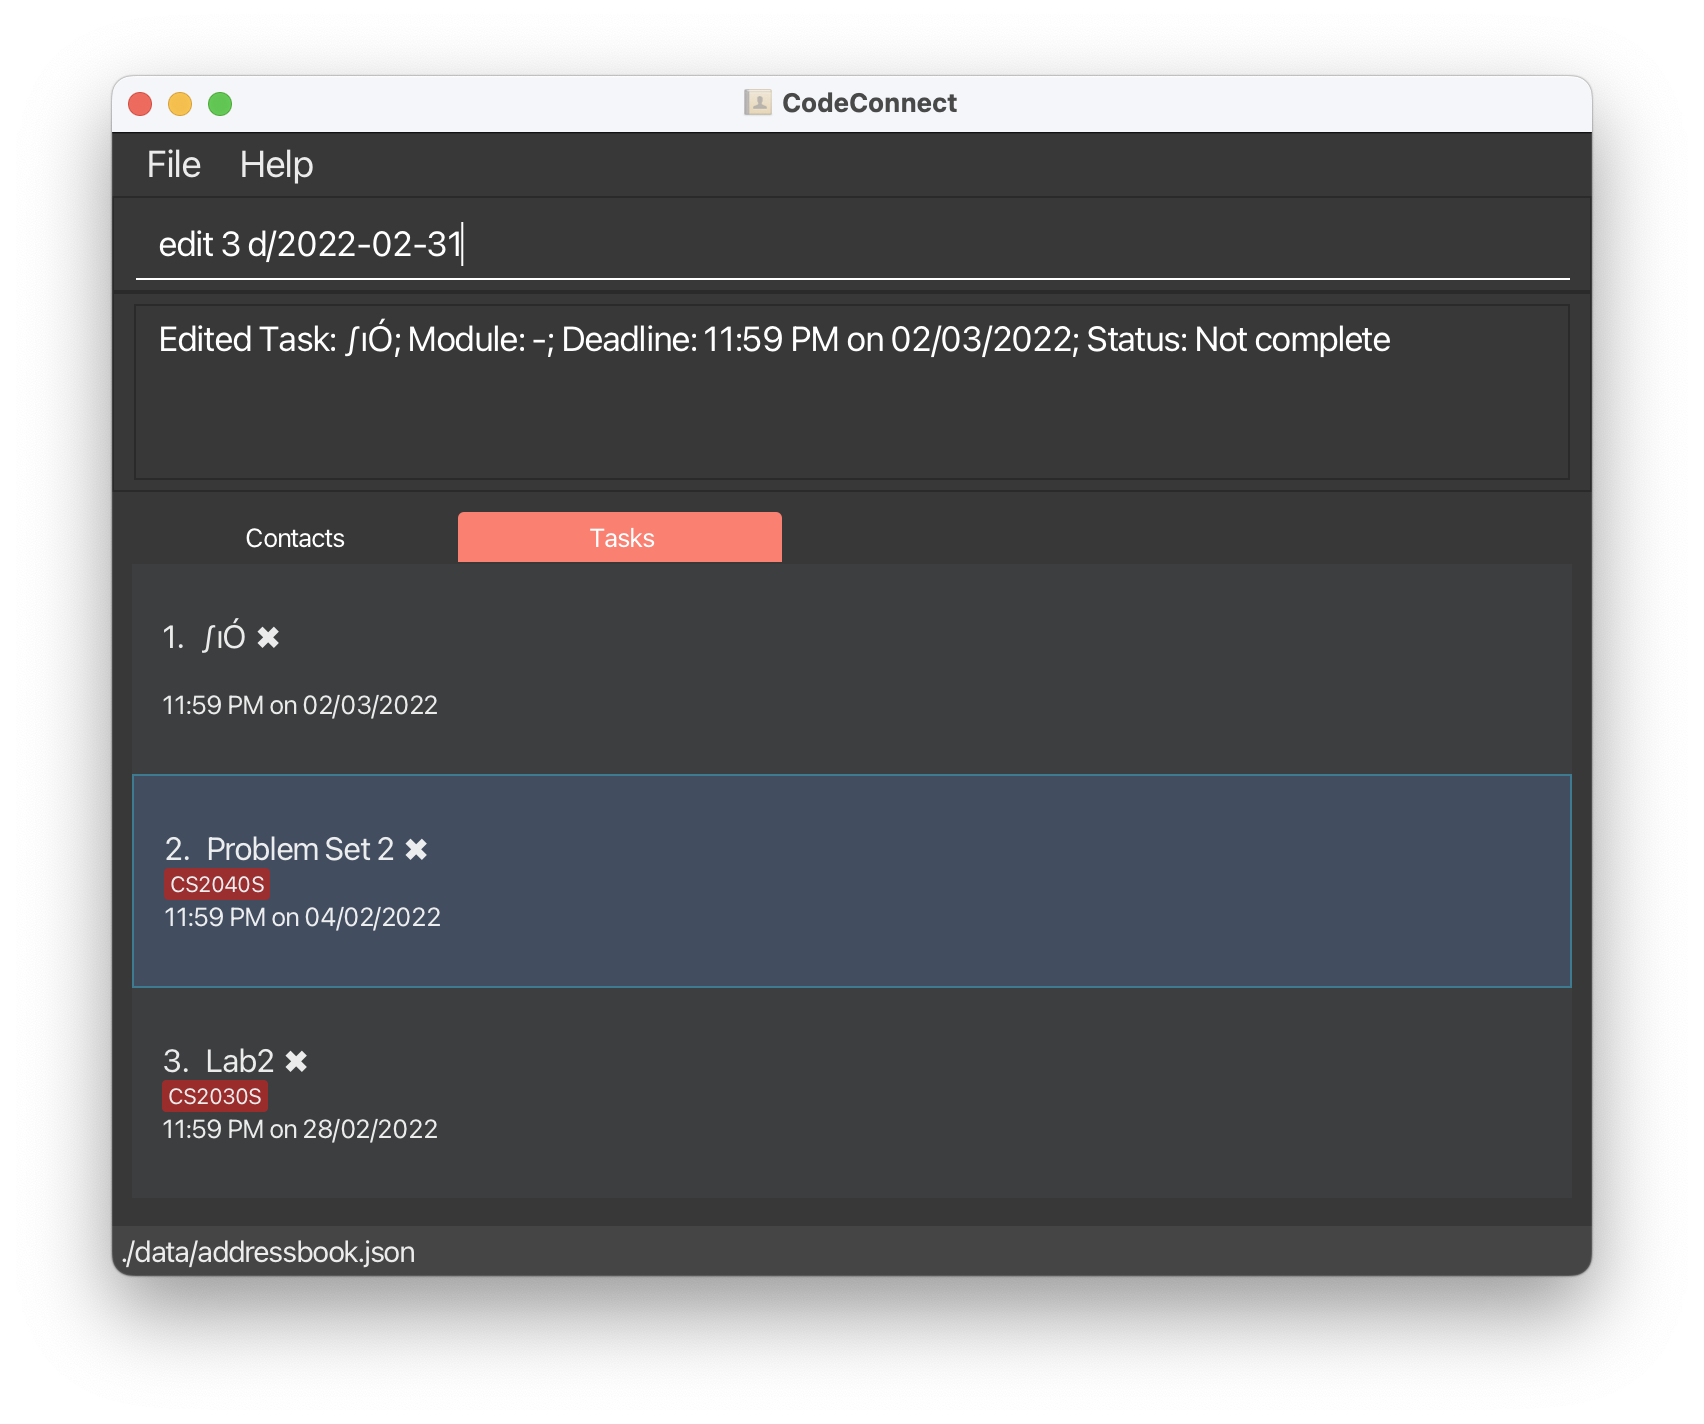 CodeConnect
File Help
edit 3 d/2022-02-31
Edited Task: ʃıÓ; Module: -; Deadline: 11:59 PM on 02/03/2022; Status: Not complete
Contacts Tasks
1. ʃıÓ ✖
11:59 PM on 02/03/2022
2. Problem Set 2 ✖
CS2040S
11:59 PM on 04/02/2022
3. Lab2 ✖
CS2030S
11:59 PM on 28/02/2022
./data/addressbook.json